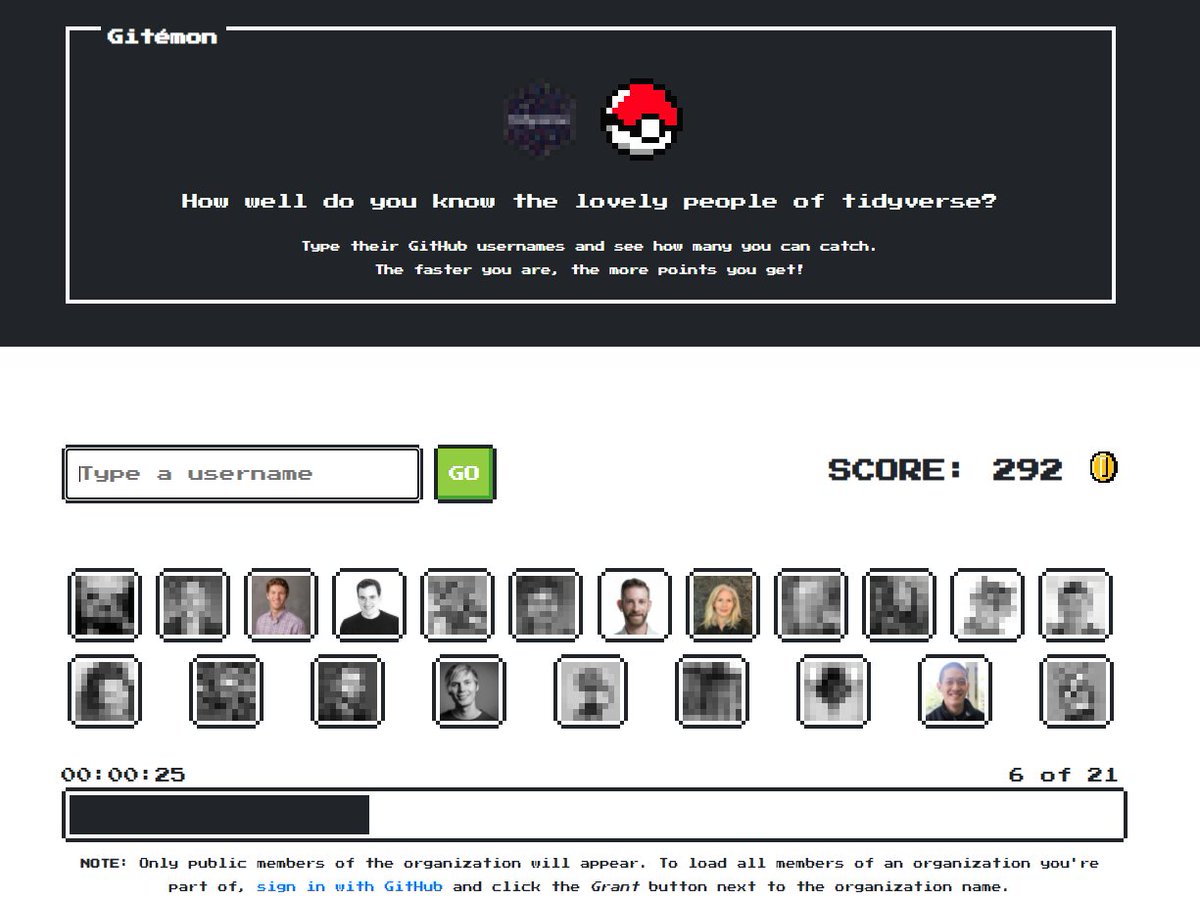 Gitémon
tidyverse
How well do you know the lovely people of tidyverse?
Type their GitHub usernames and see how many you can catch.
The faster you are, the more points you get!
Type a username
GO
SCORE: 292
00:00:25
6 of 21
NOTE: Only public members of the organization will appear. To load all members of an organization you're
part of, sign in with GitHub and click the Grant button next to the organization name.